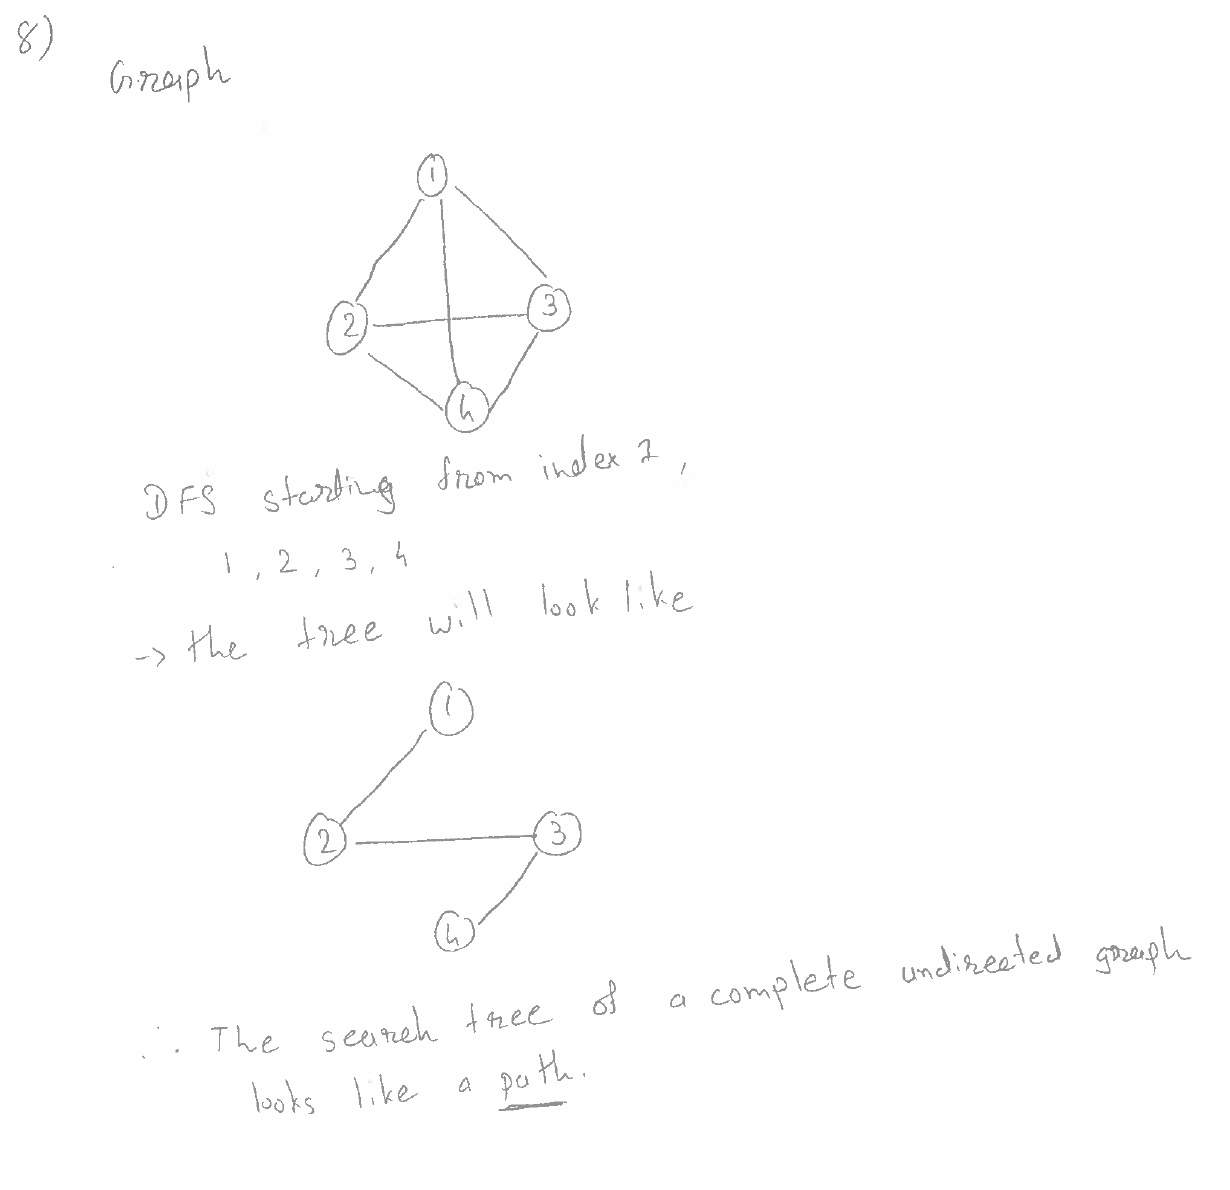 8)
Graph
1
2
3
4
DFS starting from index 1,
1, 2, 3, 4
-> the tree will look like
1
2
3
4
∴ The search tree of a complete undirected graph
looks like a path.